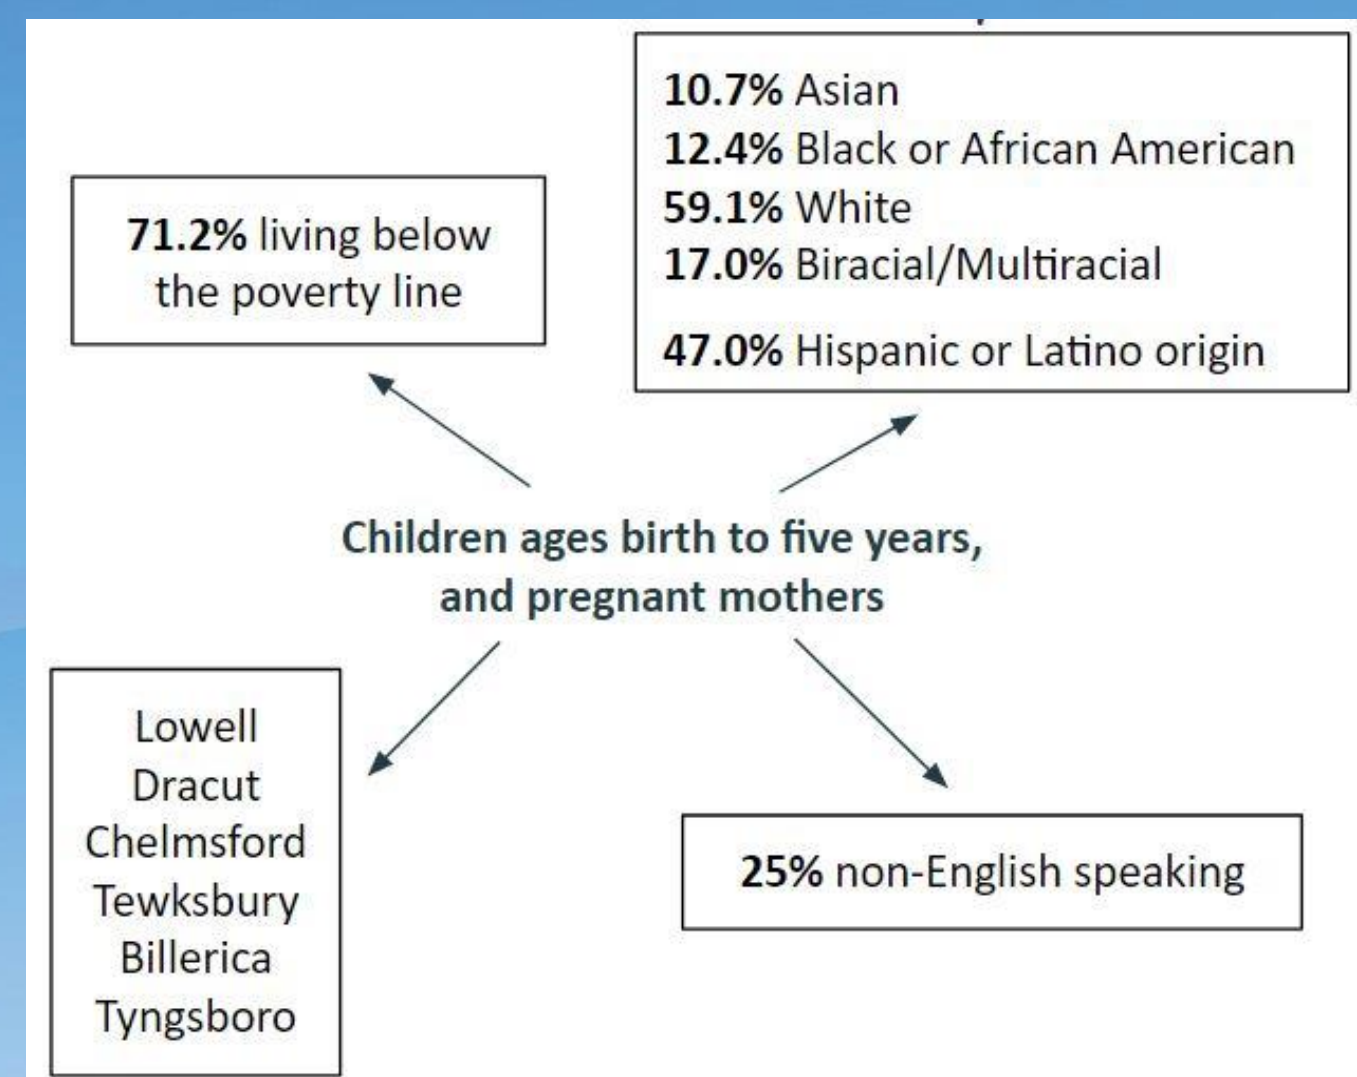 10.7% Asian
12.4% Black or African American
59.1% White
17.0% Biracial/Multiracial
47.0% Hispanic or Latino origin
71.2% living below
the poverty line
Children ages birth to five years,
and pregnant mothers
Lowell
Dracut
Chelmsford
Tewksbury
Billerica
Tyngsboro
25% non-English speaking